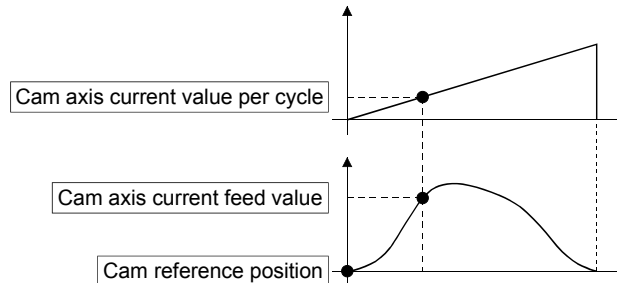 Cam axis current value per cycle
Cam axis current feed value
Cam reference position